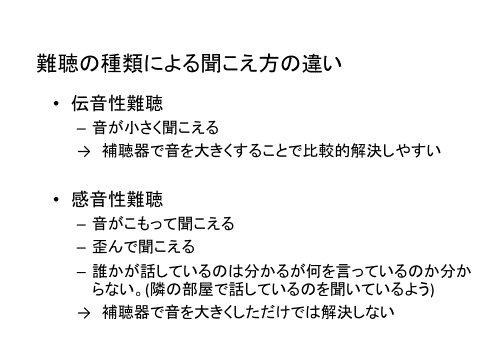 難聴の種類による聞こえ方の違い
• 伝音性難聴
– 音が小さく聞こえる
→ 補聴器で音を大きくすることで比較的解決しやすい
• 感音性難聴
– 音がこもって聞こえる
– 歪んで聞こえる
– 誰かが話しているのは分かるが何を言っているのか分か
らない。(隣の部屋で話しているのを聞いているよう)
→ 補聴器で音を大きくしただけでは解決しない